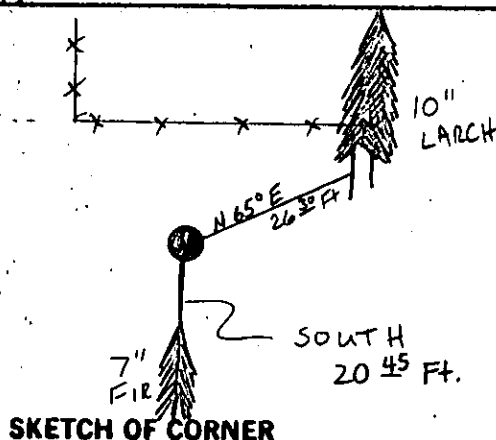 10"
LARCH
N 65° E
26 30 Ft
SOUTH
20 45 Ft.
7"
FIR
SKETCH OF CORNER